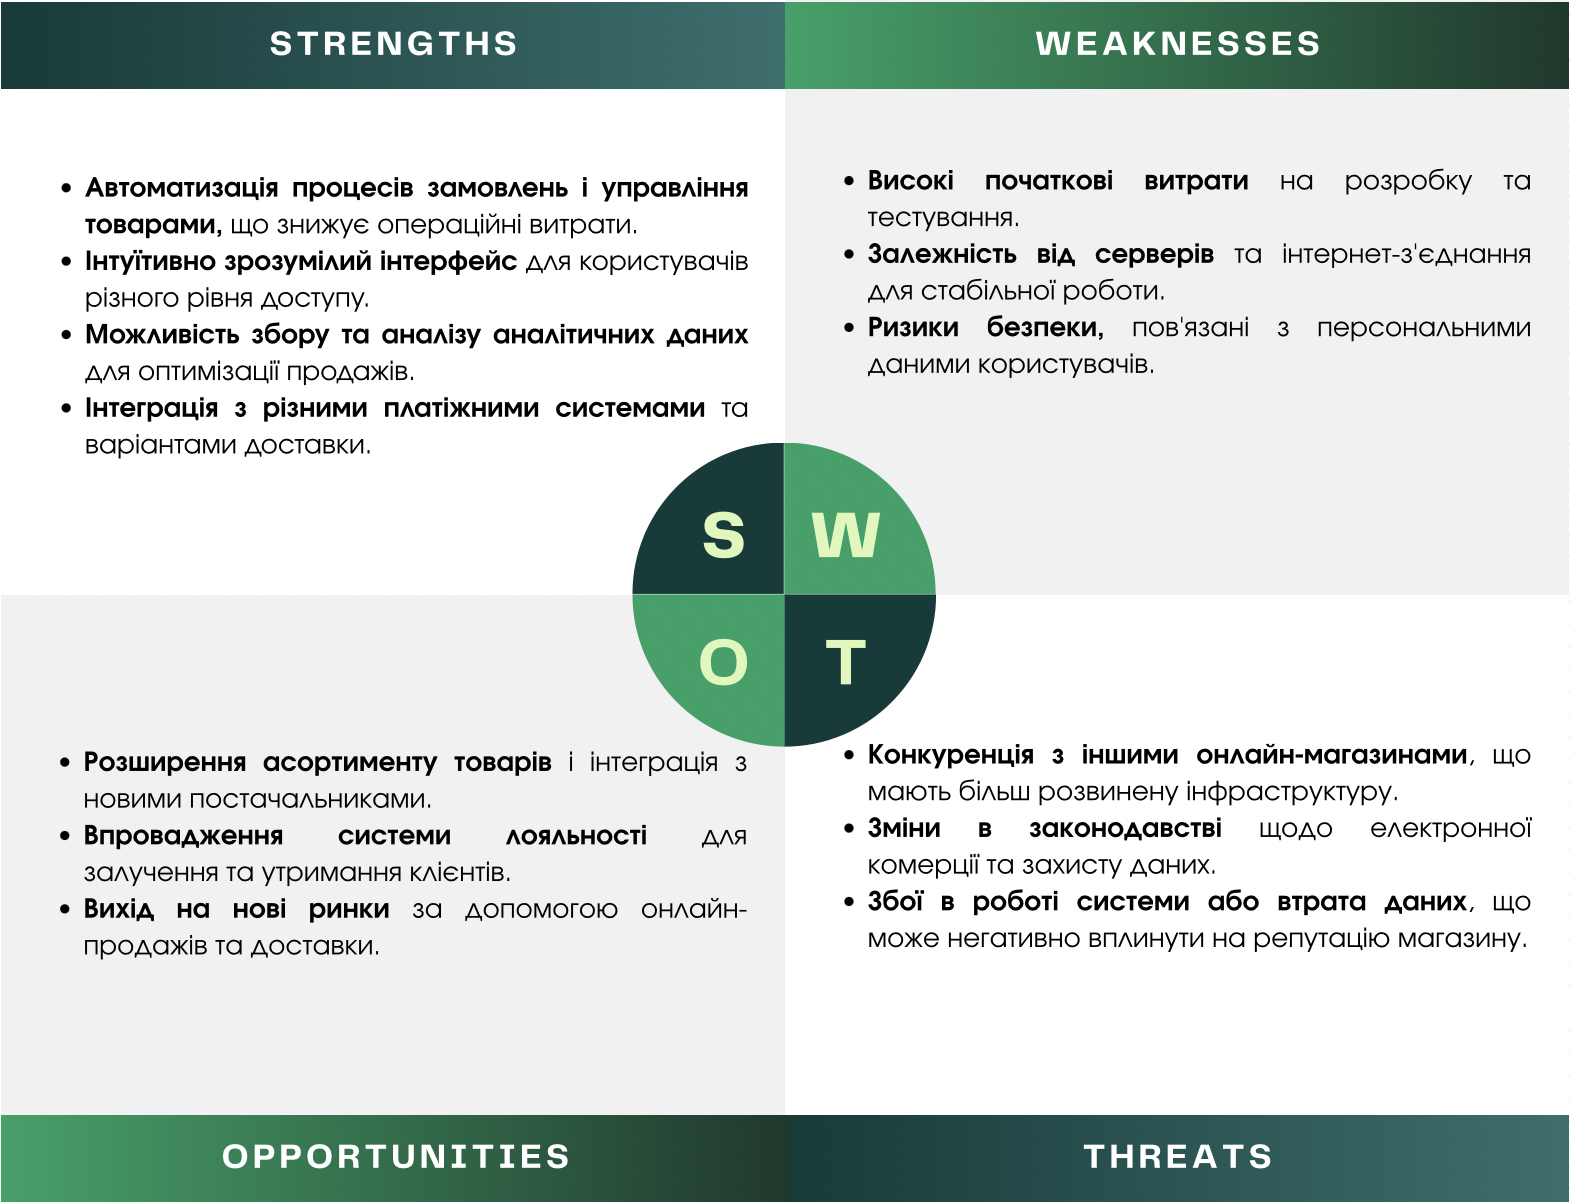 STRENGTHS
WEAKNESSES
• Автоматизація процесів замовлень і управління
товарами, що знижує операційні витрати.
• Інтуїтивно зрозумілий інтерфейс для користувачів
різного рівня доступу.
• Можливість збору та аналізу аналітичних даних
для оптимізації продажів.
• Інтеграція з різними платіжними системами та
варіантами доставки.
• Високі початкові витрати на розробку та
тестування.
• Залежність від серверів та інтернет-з'єднання
для стабільної роботи.
• Ризики безпеки, пов'язані з персональними
даними користувачів.
S
W
O
T
• Розширення асортименту товарів і інтеграція з
новими постачальниками.
• Впровадження системи лояльності для
залучення та утримання клієнтів.
• Вихід на нові ринки за допомогою онлайн-
продажів та доставки.
• Конкуренція з іншими онлайн-магазинами, що
мають більш розвинену інфраструктуру.
• Зміни в законодавстві щодо електронної
комерції та захисту даних.
• Збої в роботі системи або втрата даних, що
може негативно вплинути на репутацію магазину.
OPPORTUNITIES
THREATS